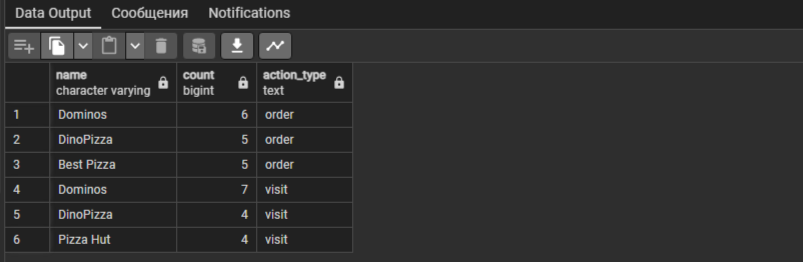 Data Output Сообщения Notifications
name count action_type
character varying bigint text
1 Dominos 6 order
2 DinoPizza 5 order
3 Best Pizza 5 order
4 Dominos 7 visit
5 DinoPizza 4 visit
6 Pizza Hut 4 visit